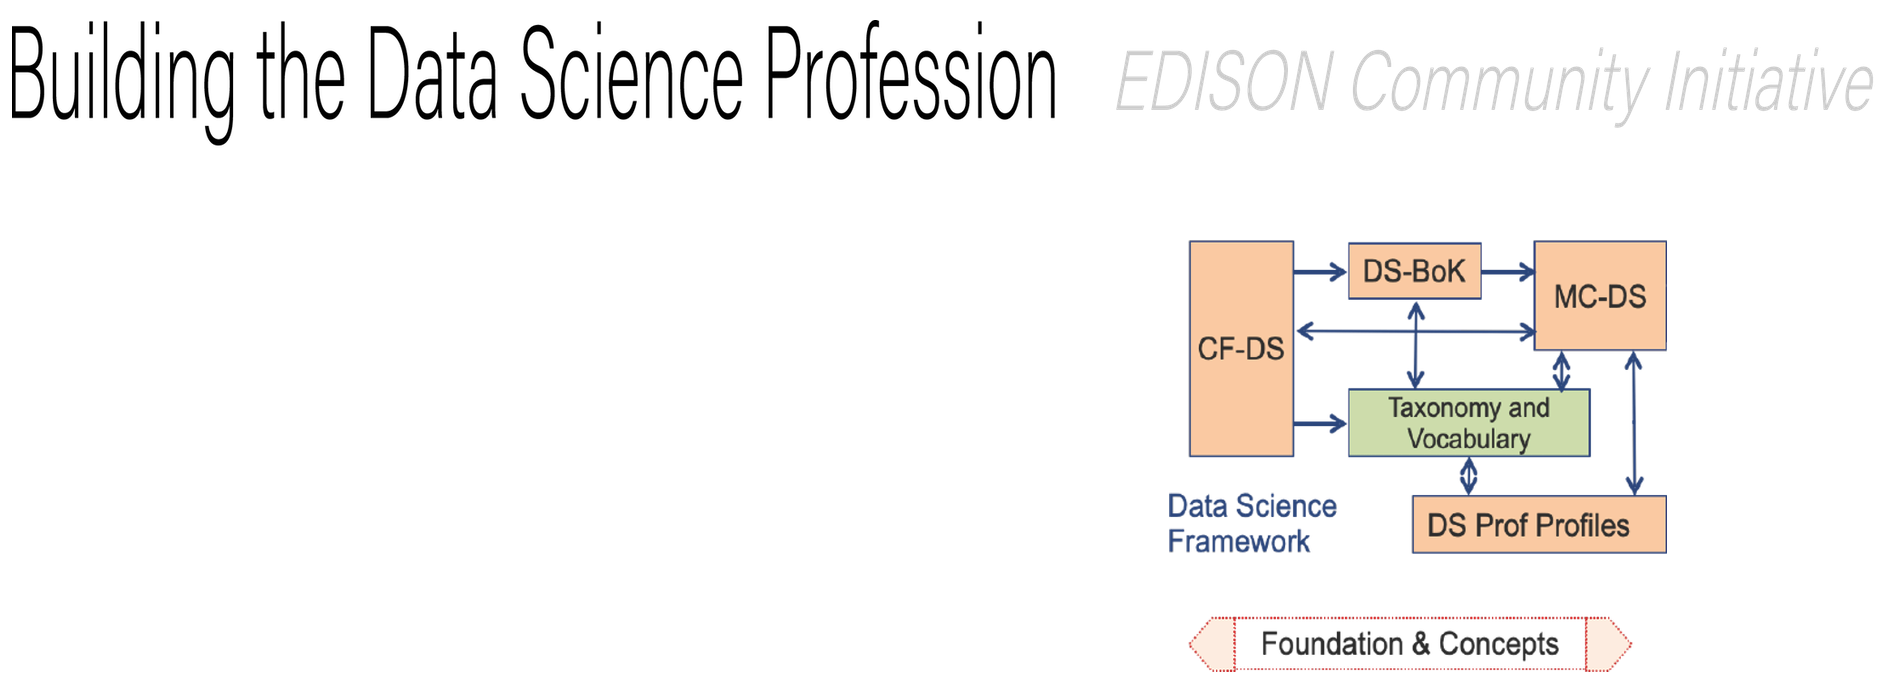 Building the Data Science Profession
EDISON Community Initiative
DS-BoK
MC-DS
CF-DS
Taxonomy and
Vocabulary
Data Science
Framework
DS Prof Profiles
Foundation & Concepts